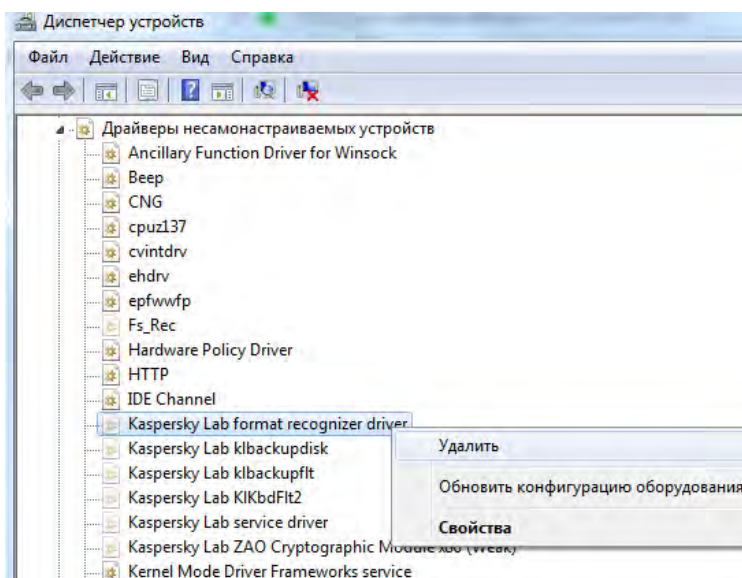 Диспетчер устройств
Файл Действие Вид Справка
Драйверы несамонастраиваемых устройств
Ancillary Function Driver for Winsock
Beep
CNG
cpuz137
cvintdrv
ehdrv
epfwwfp
Fs_Rec
Hardware Policy Driver
HTTP
IDE Channel
Kaspersky Lab format recognizer driver
Удалить
Kaspersky Lab klbackupdisk
Kaspersky Lab klbackupflt
Обновить конфигурацию оборудования
Kaspersky Lab KlKbdFlt2
Kaspersky Lab service driver
Свойства
Kaspersky Lab ZAO Cryptographic Module x86 (Weak)
Kernel Mode Driver Frameworks service